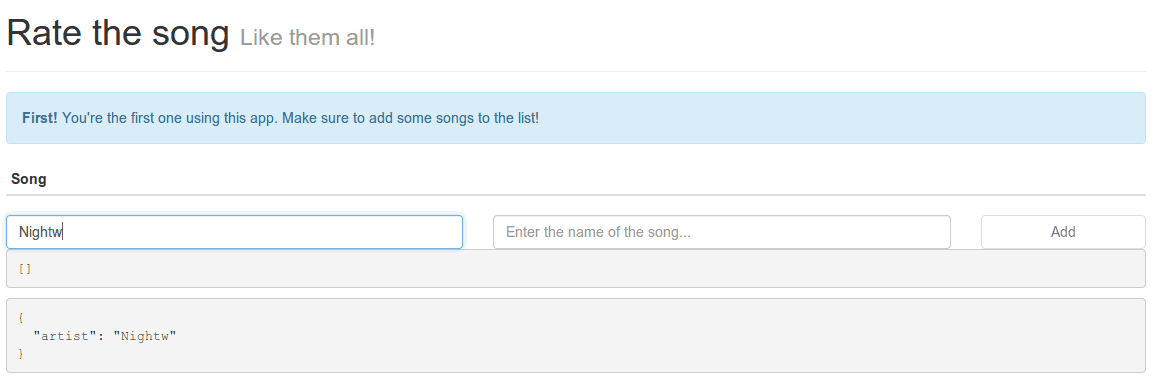 Rate the song Like them all!
First! You're the first one using this app. Make sure to add some songs to the list!
Song
Nightw Enter the name of the song... Add
[]
{
  "artist": "Nightw"
}